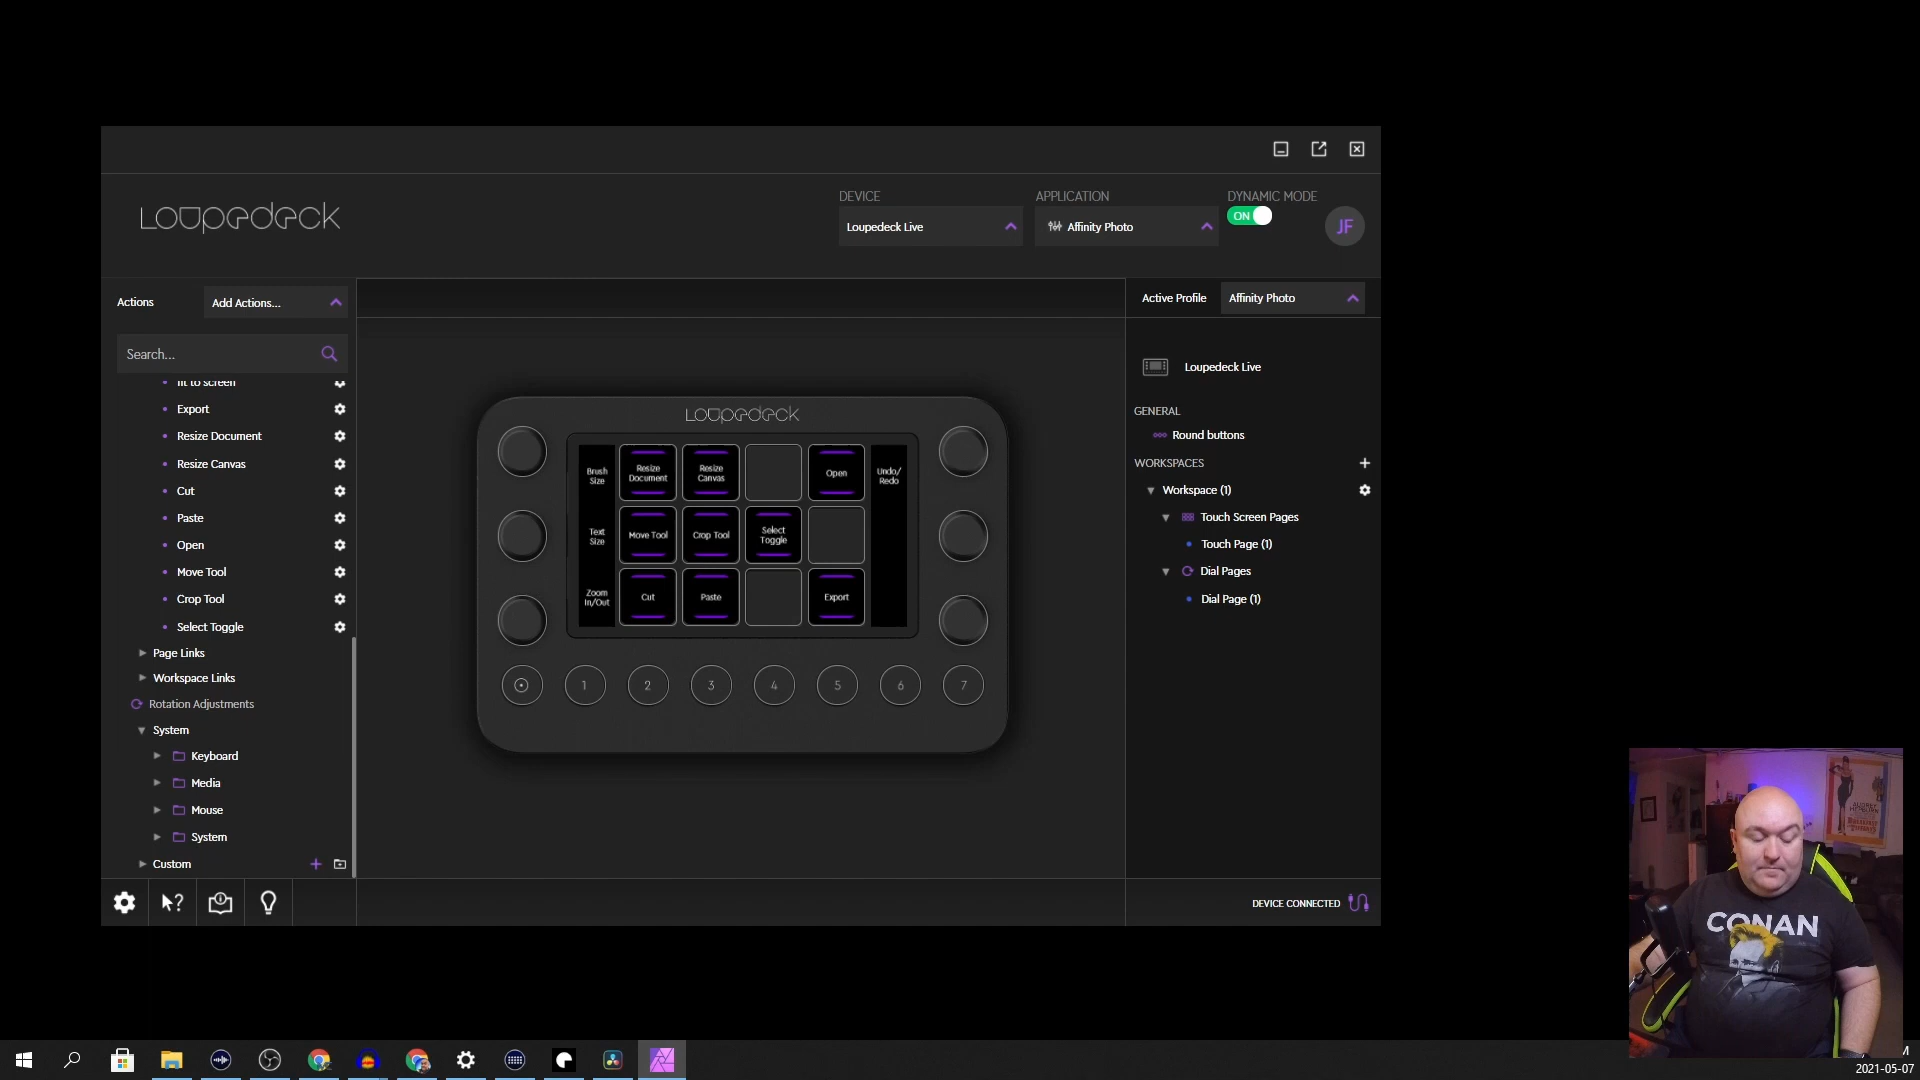 Loupedeck
DEVICE
Loupedeck Live
APPLICATION
Affinity Photo
DYNAMIC MODE
ON
JF
Actions
Add Actions...
Active Profile
Affinity Photo
Search...
fit to screen
Export
Resize Document
Resize Canvas
Cut
Paste
Open
Move Tool
Crop Tool
Select Toggle
Page Links
Workspace Links
Rotation Adjustments
System
Keyboard
Media
Mouse
System
Custom
Loupedeck
Brush
Size
Resize
Document
Resize
Canvas
Open
Undo/
Redo
Text
Size
Move Tool
Crop Tool
Select
Toggle
Zoom
In/Out
Cut
Paste
Export
1
2
3
4
5
6
7
Loupedeck Live
GENERAL
Round buttons
WORKSPACES
Workspace (1)
Touch Screen Pages
Touch Page (1)
Dial Pages
Dial Page (1)
DEVICE CONNECTED
AUDREY
HEPBURN
CONAN
M
2021-05-07